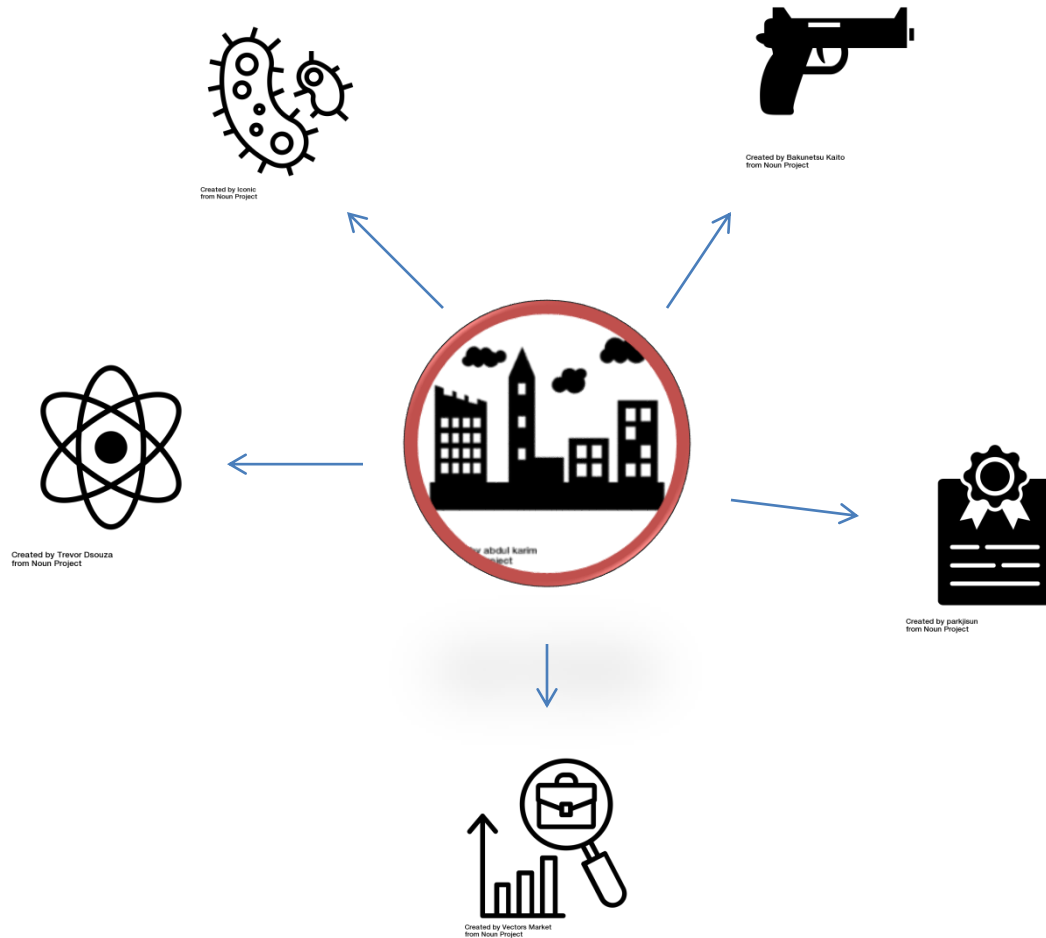 Created by Bakunetsu Kaito
from Noun Project
Created by Iconic
from Noun Project
abdul karim
Created by Trevor Dsouza
from Noun Project
Created by parkjisun
from Noun Project
Created by Vectors Market
from Noun Project